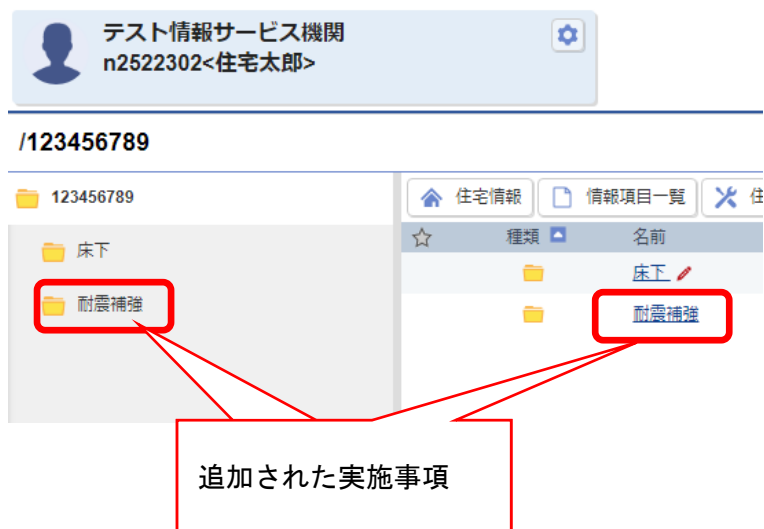 テスト情報サービス機関
n2522302<住宅太郎>
/123456789
123456789
床下
耐震補強
住宅情報 情報項目一覧 住
種類 名前
床下
耐震補強
追加された実施事項